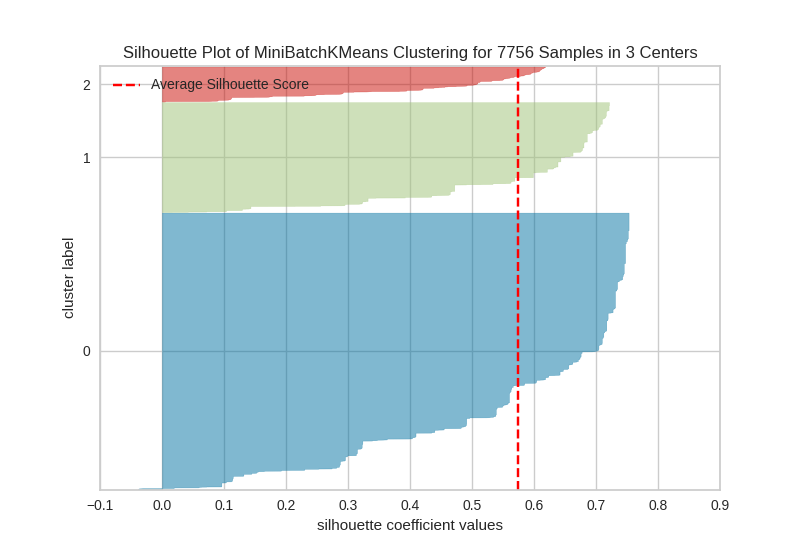 Silhouette Plot of MiniBatchKMeans Clustering for 7756 Samples in 3 Centers
Average Silhouette Score
2
1
0
cluster label
−0.1 0.0 0.1 0.2 0.3 0.4 0.5 0.6 0.7 0.8 0.9
silhouette coefficient values